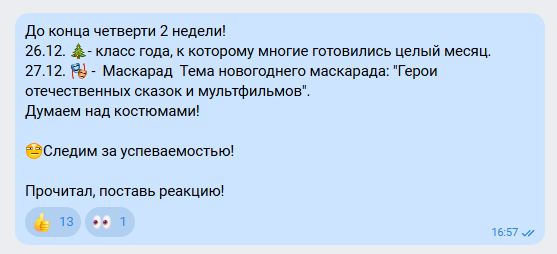 До конца четверти 2 недели!
26.12. 🎄- класс года, к которому многие готовились целый месяц.
27.12. - Маскарад Тема новогоднего маскарада: "Герои
отечественных сказок и мультфильмов".
Думаем над костюмами!
Следим за успеваемостью!
Прочитал, поставь реакцию!
👍 13 👀 1
16:57